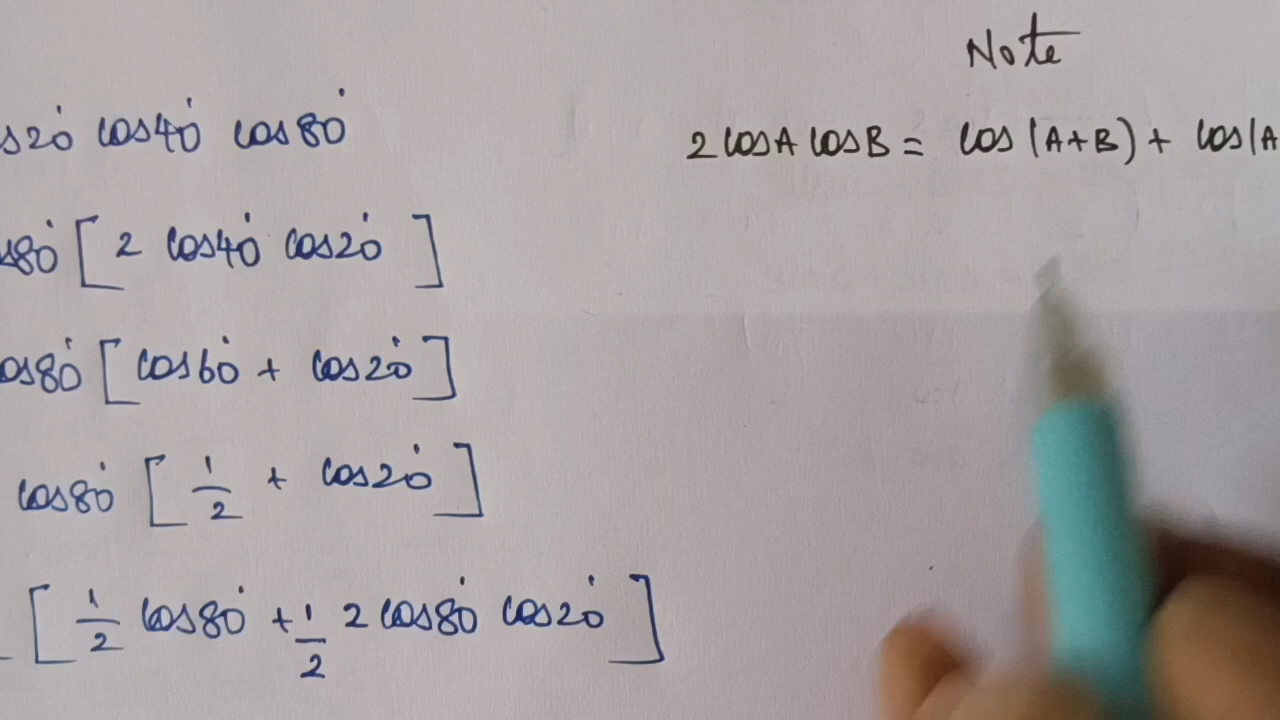 Note
s20° cos40° cos80°
2 cosA cosB = cos(A+B) + cos(A
s80° [ 2 cos40° cos20° ]
os80° [ cos60° + cos20° ]
cos80° [ 1/2 + cos20° ]
[ 1/2 cos80° + 1/2 2 cos80° cos20° ]